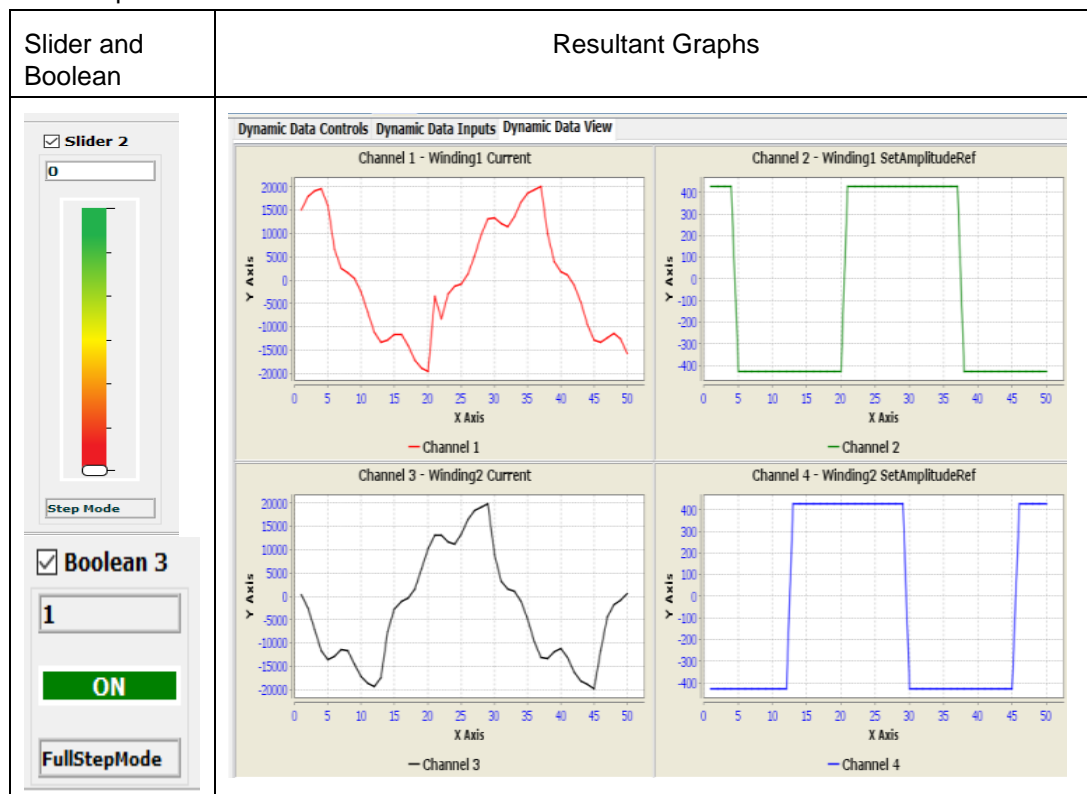 Slider and
Boolean
Resultant Graphs
Slider 2
0
Step Mode
Boolean 3
1
ON
FullStepMode
Dynamic Data Controls Dynamic Data Inputs Dynamic Data View
Channel 1 - Winding1 Current
20000
15000
10000
5000
0
-5000
-10000
-15000
-20000
Y Axis
0 5 10 15 20 25 30 35 40 45 50
X Axis
Channel 1
Channel 2 - Winding1 SetAmplitudeRef
400
300
200
100
0
-100
-200
-300
-400
Y Axis
0 5 10 15 20 25 30 35 40 45 50
X Axis
Channel 2
Channel 3 - Winding2 Current
20000
15000
10000
5000
0
-5000
-10000
-15000
-20000
Y Axis
0 5 10 15 20 25 30 35 40 45 50
X Axis
Channel 3
Channel 4 - Winding2 SetAmplitudeRef
400
300
200
100
0
-100
-200
-300
-400
Y Axis
0 5 10 15 20 25 30 35 40 45 50
X Axis
Channel 4